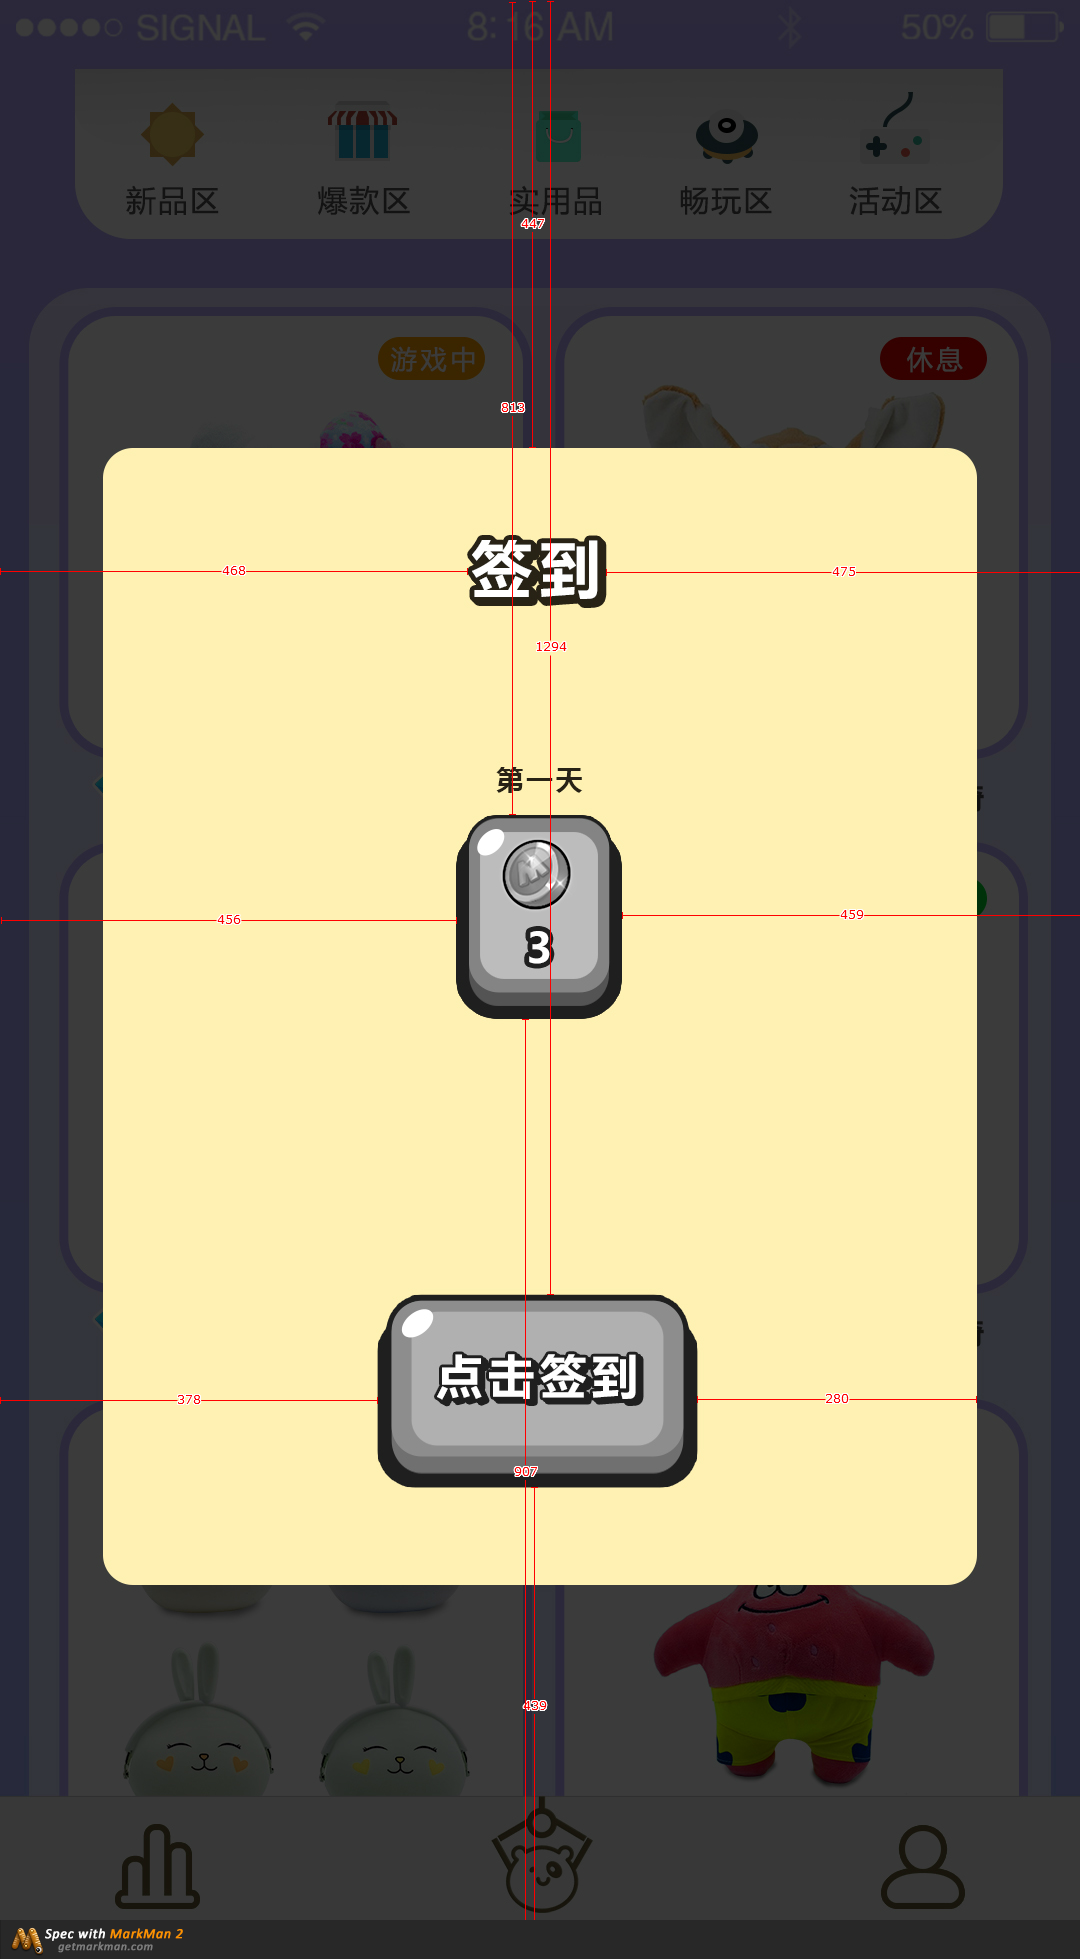 SIGNAL 8:16 AM 50%
新品区 爆款区 实用品 畅玩区 活动区
447
游戏中 休息
813
签到
468 475
1294
第一天
456 459
3
点击签到
378 280
907
439
Spec with MarkMan 2
getmarkman.com